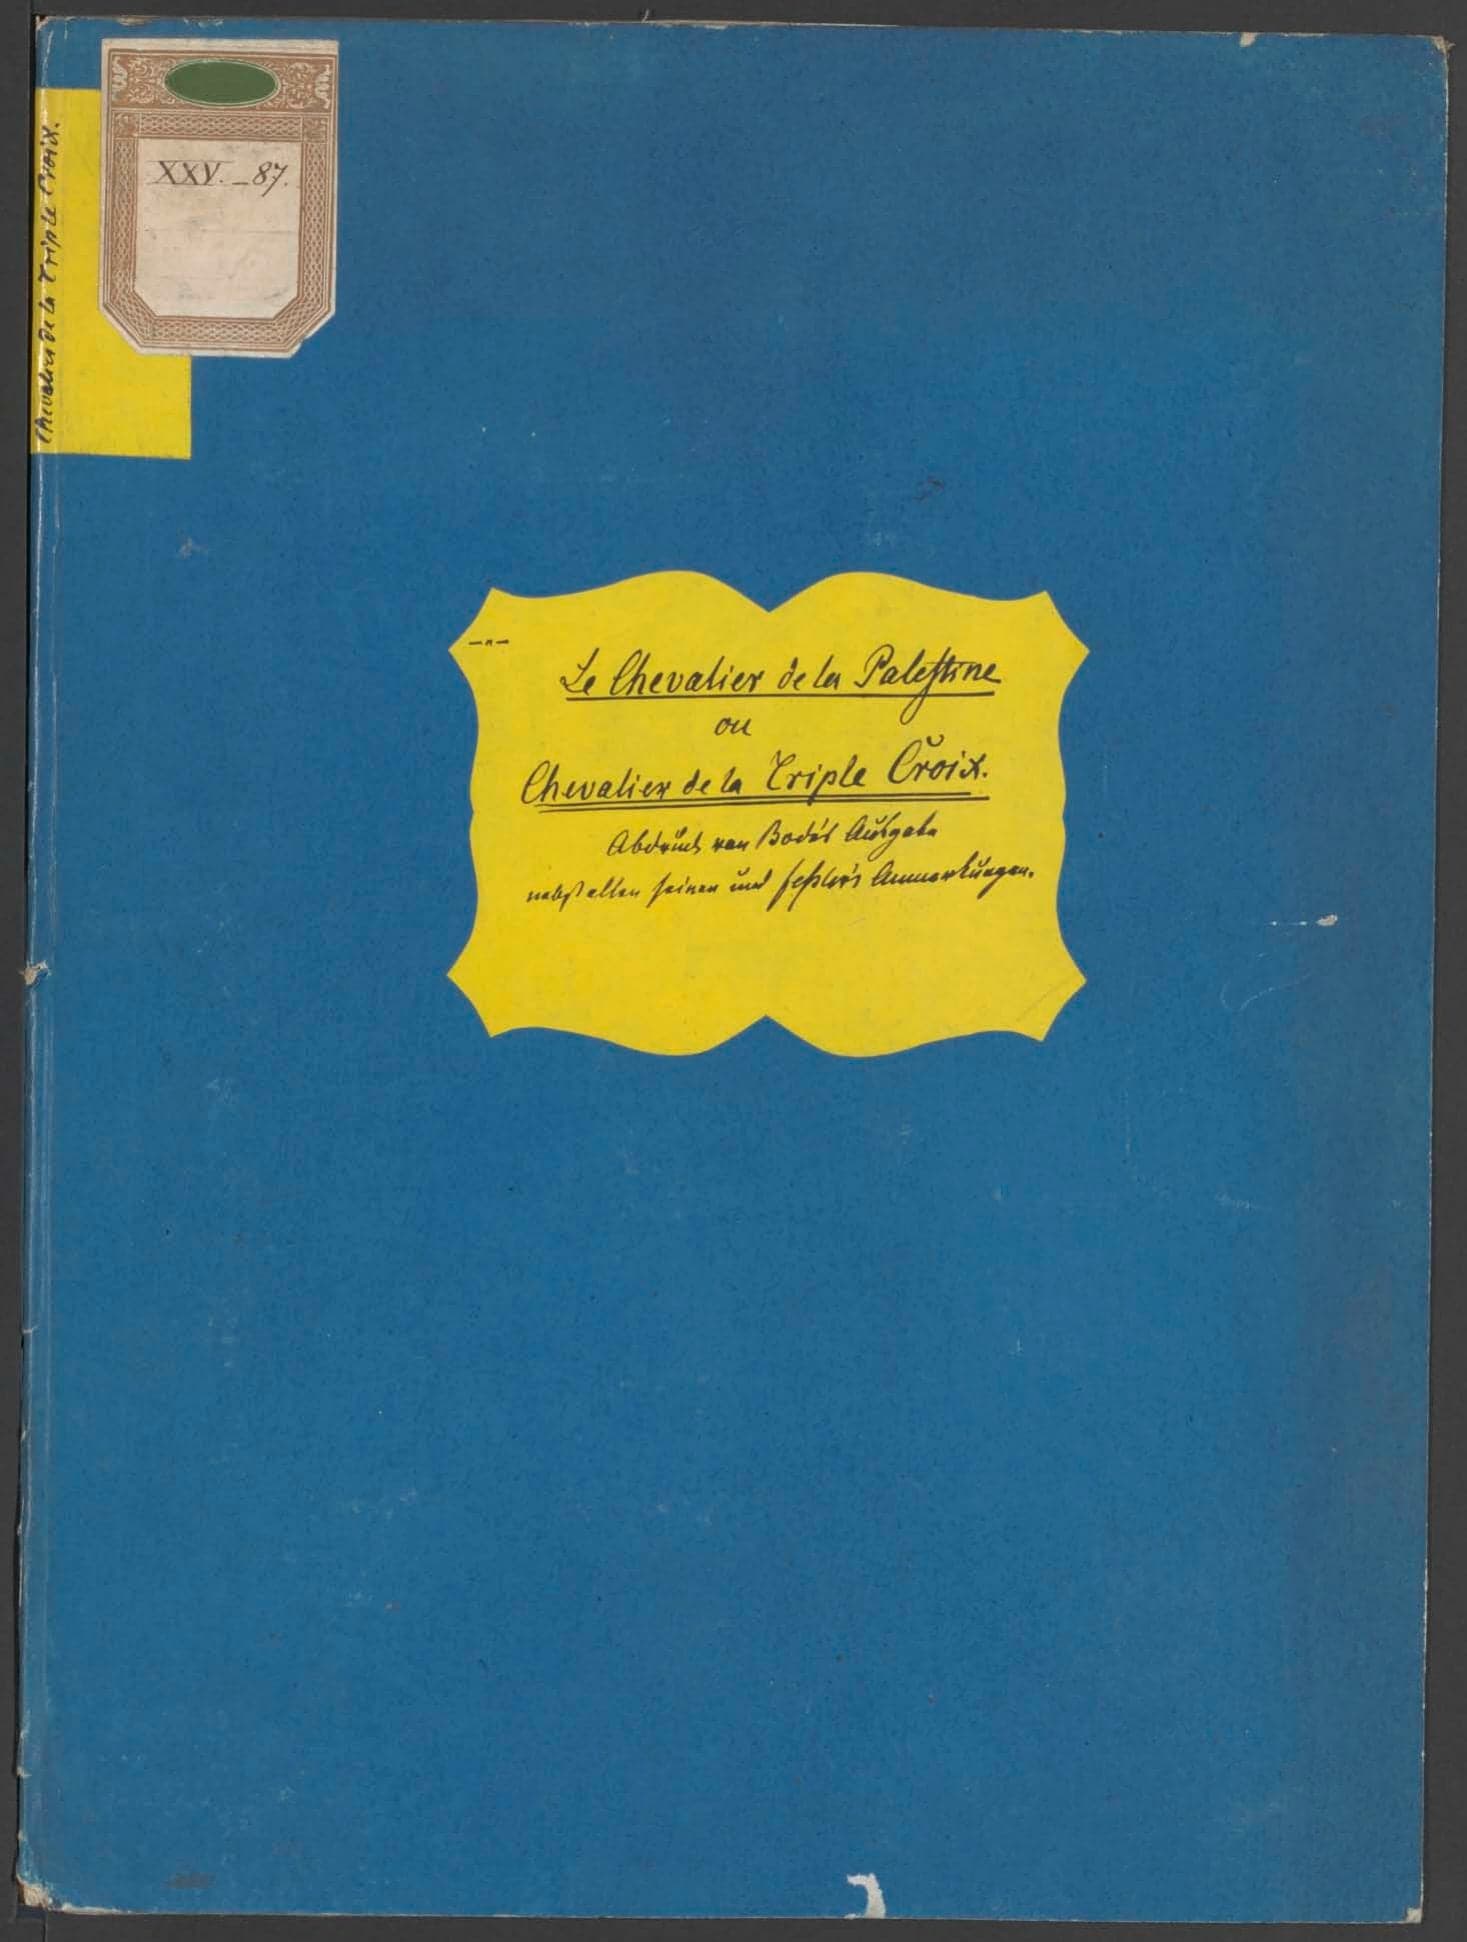 XXV. – 87.
Chevalier de la Triple Croix.
–"–
Le Chevalier de la Palestine
ou
Chevalier de la Triple Croix.
Abdruck von Bode's Ausgabe
nebst allen seinen und Feßler's Anmerkungen.